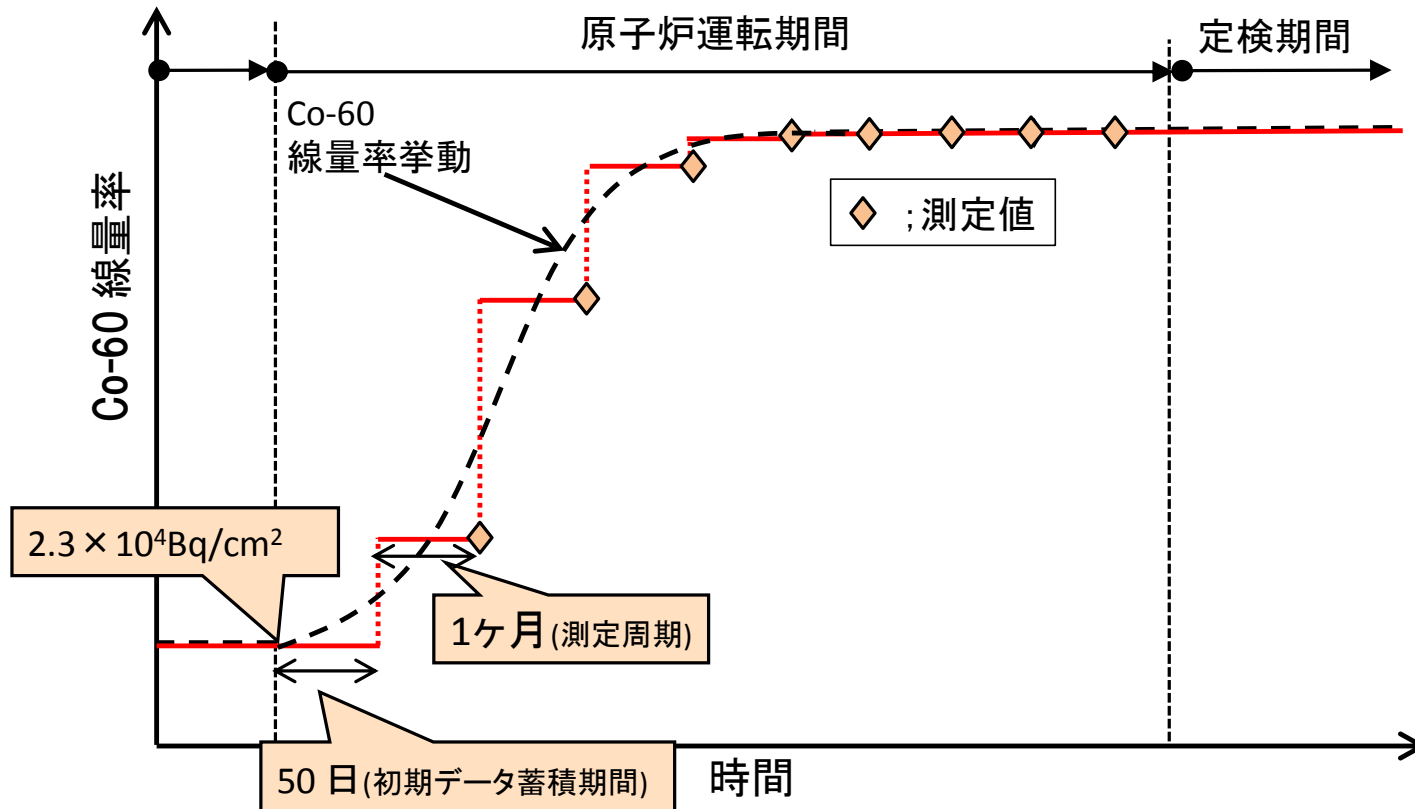 原子炉運転期間
定検期間
Co-60
線量率挙動
Co-60 線量率
；測定値
2.3×10⁴Bq/cm²
1ヶ月(測定周期)
50 日(初期データ蓄積期間)
時間